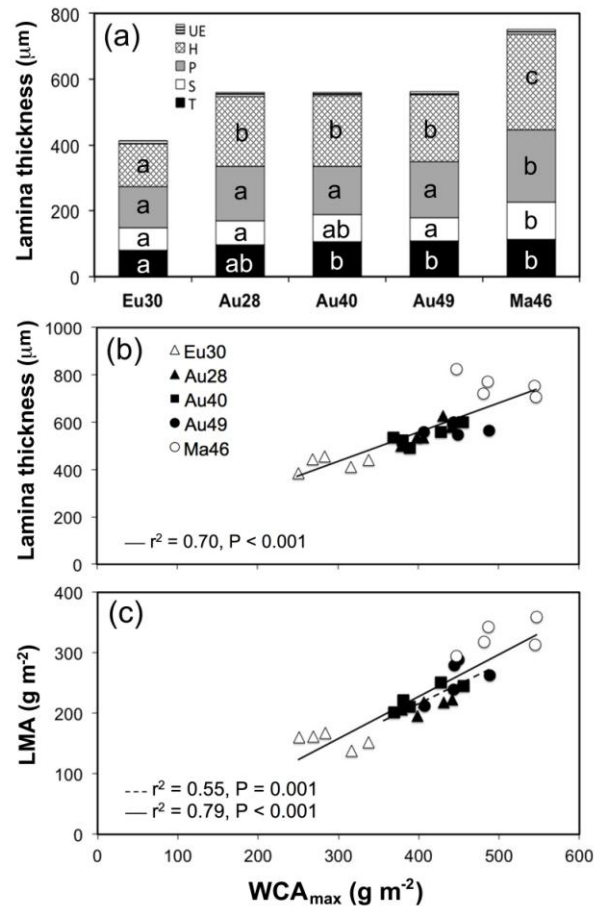 (a)
UE
H
P
S
T
Lamina thickness (μm)
800
600
400
200
0
a b b b c
a a a a b
a a ab a b
a ab b b b
Eu30 Au28 Au40 Au49 Ma46
(b)
Eu30
Au28
Au40
Au49
Ma46
Lamina thickness (μm)
1000
800
600
400
200
0
r² = 0.70, P < 0.001
(c)
LMA (g m⁻²)
400
300
200
100
0
r² = 0.55, P = 0.001
r² = 0.79, P < 0.001
0 100 200 300 400 500 600
WCAmax (g m⁻²)